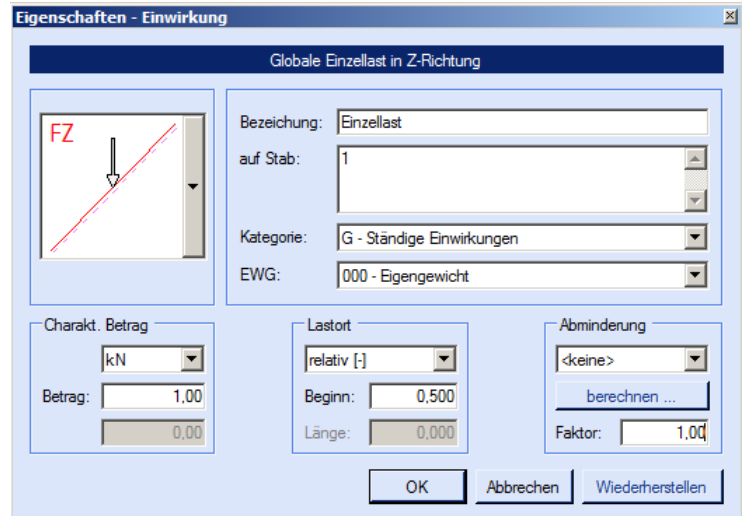 Eigenschaften - Einwirkung
Globale Einzellast in Z-Richtung
FZ
Bezeichung: Einzellast
auf Stab: 1
Kategorie: G - Ständige Einwirkungen
EWG: 000 - Eigengewicht
Charakt. Betrag
kN
Betrag: 1,00
0,00
Lastort
relativ [-]
Beginn: 0,500
Länge: 0,000
Abminderung
<keine>
berechnen ...
Faktor: 1,00
OK Abbrechen Wiederherstellen